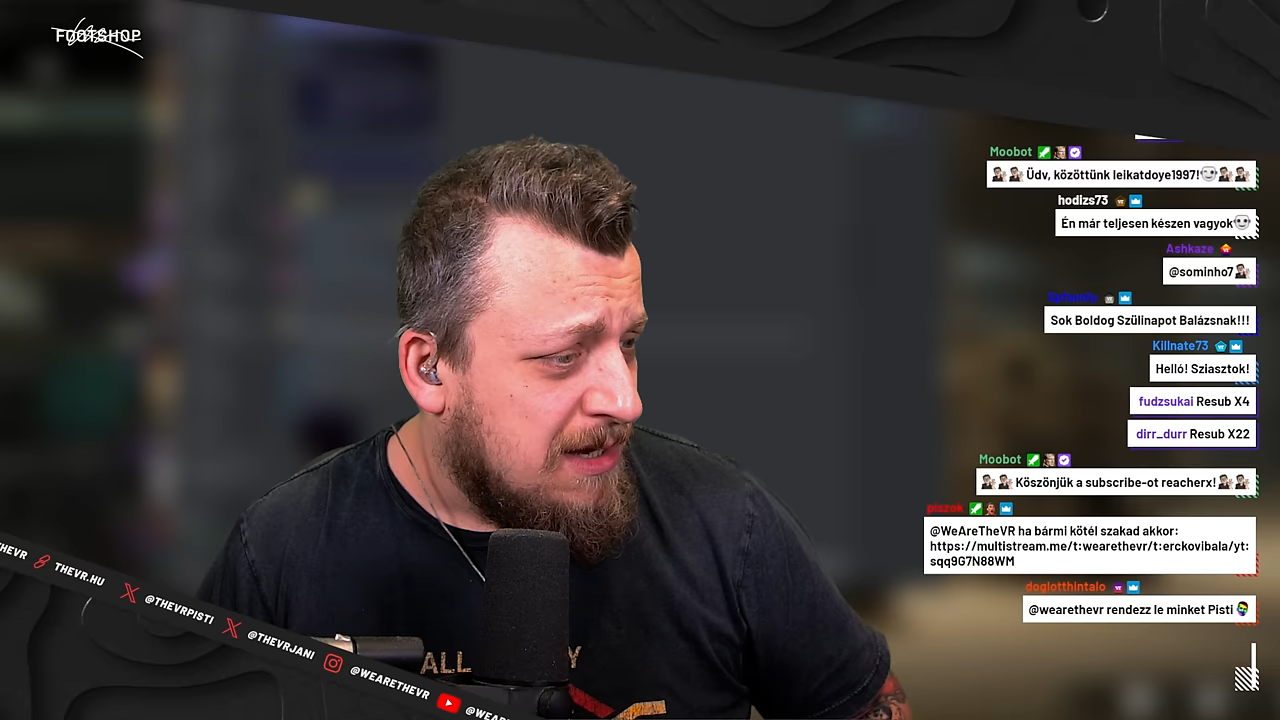 FOOTSHOP
Moobot
Üdv, közöttünk lelkatdoye1997!
hodizs73
Én már teljesen készen vagyok
Ashkaze
@sominho7
Sok Boldog Szülinapot Balázsnak!!!
Killnate73
Helló! Sziasztok!
fudzsukai Resub X4
dirr_durr Resub X22
Moobot
Köszönjük a subscribe-ot reacherx!
piszok
@WeAreTheVR ha bármi kötél szakad akkor:
https://multistream.me/t:wearethevr/t:erckovibala/yt:
sqq9G7N88WM
doglotthintalo
@wearethevr rendezz le minket Pisti
THEVR
THEVR.HU
@THEVRPISTI
@THEVRJANI
@WEARETHEVR
@WEAR
ALL Y